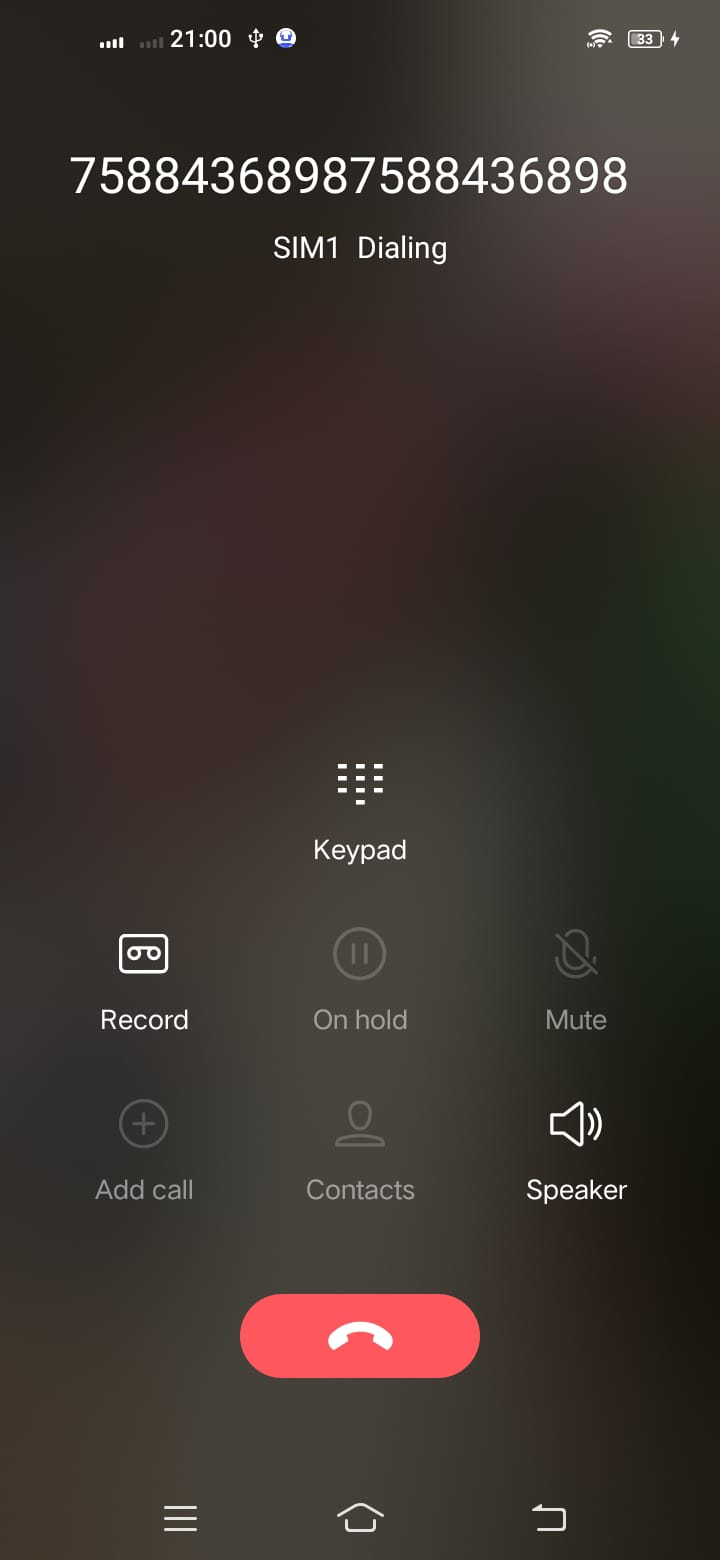 21:00 33
75884368987588436898
SIM1 Dialing
Keypad
Record On hold Mute
Add call Contacts Speaker